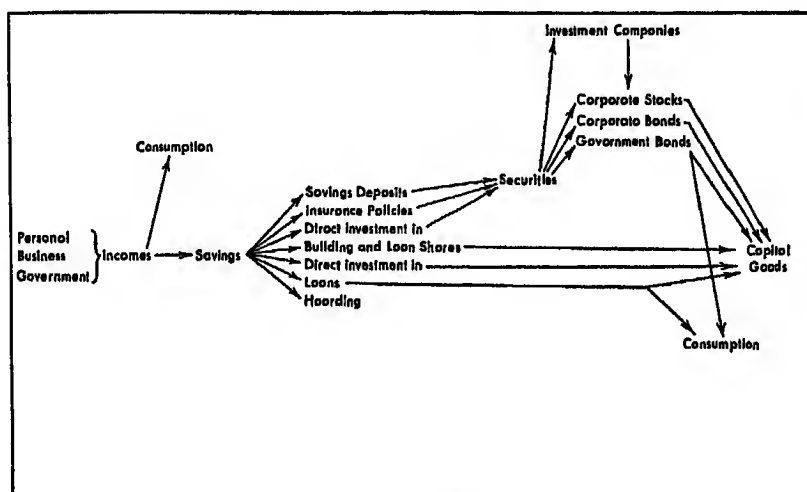 Investment Companies
Corporate Stocks
Corporato Bonds
Government Bonds
Consumption
Securities
Savings Deposits
Insurance Policies
Direct investment in
Building and Loan Shares
Direct investment in
Loans
Hoarding
Personal
Business
Government
Incomes
Savings
Capital
Goods
Consumption